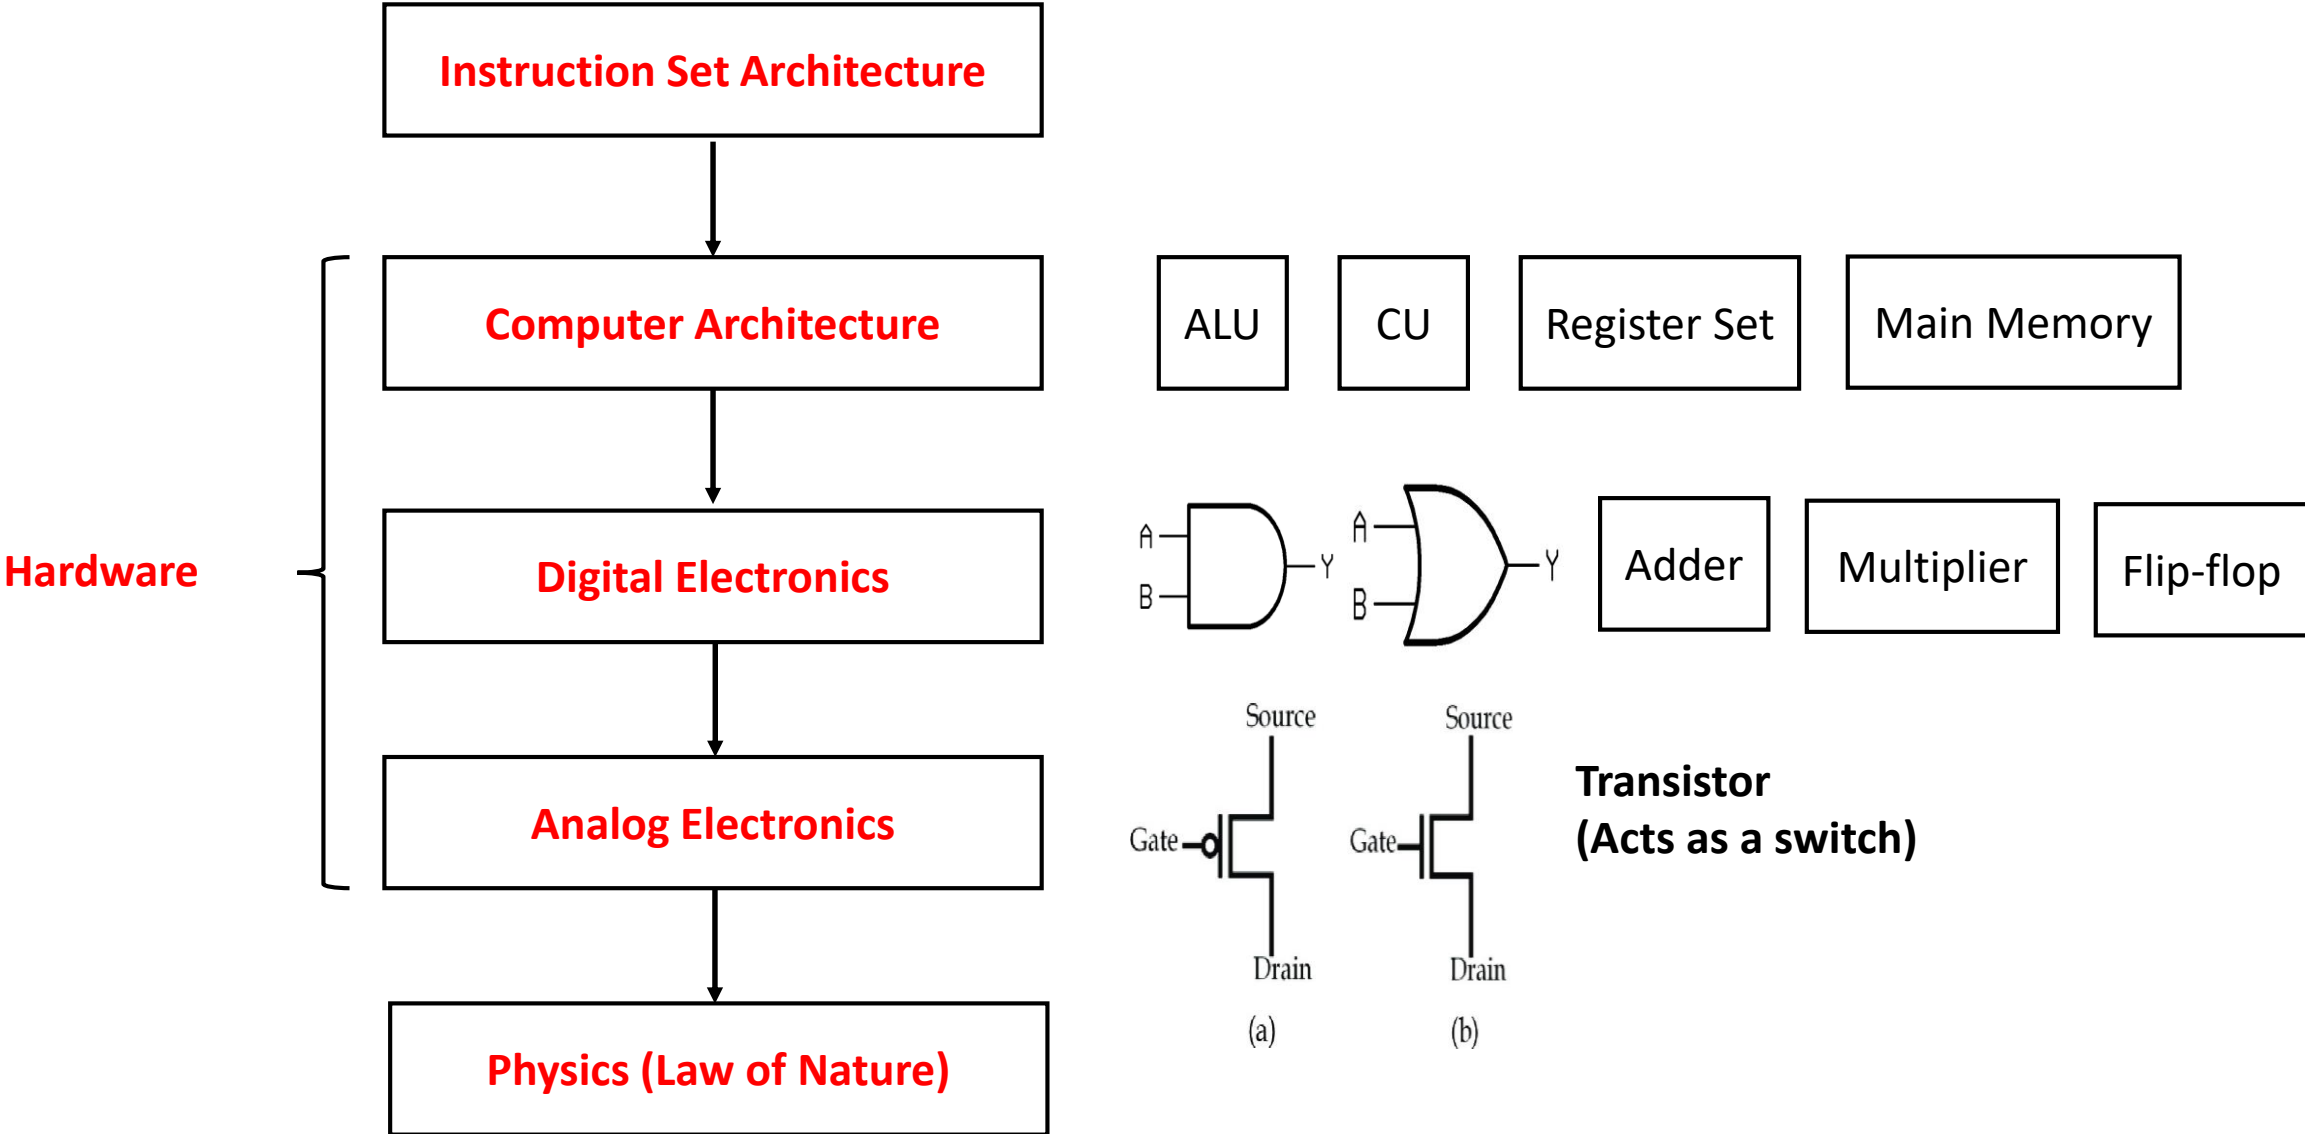 Instruction Set Architecture
Computer Architecture
ALU
CU
Register Set
Main Memory
Hardware
Digital Electronics
A
B
Y
A
B
Y
Adder
Multiplier
Flip-flop
Analog Electronics
Source
Gate
Drain
(a)
Source
Gate
Drain
(b)
Transistor
(Acts as a switch)
Physics (Law of Nature)